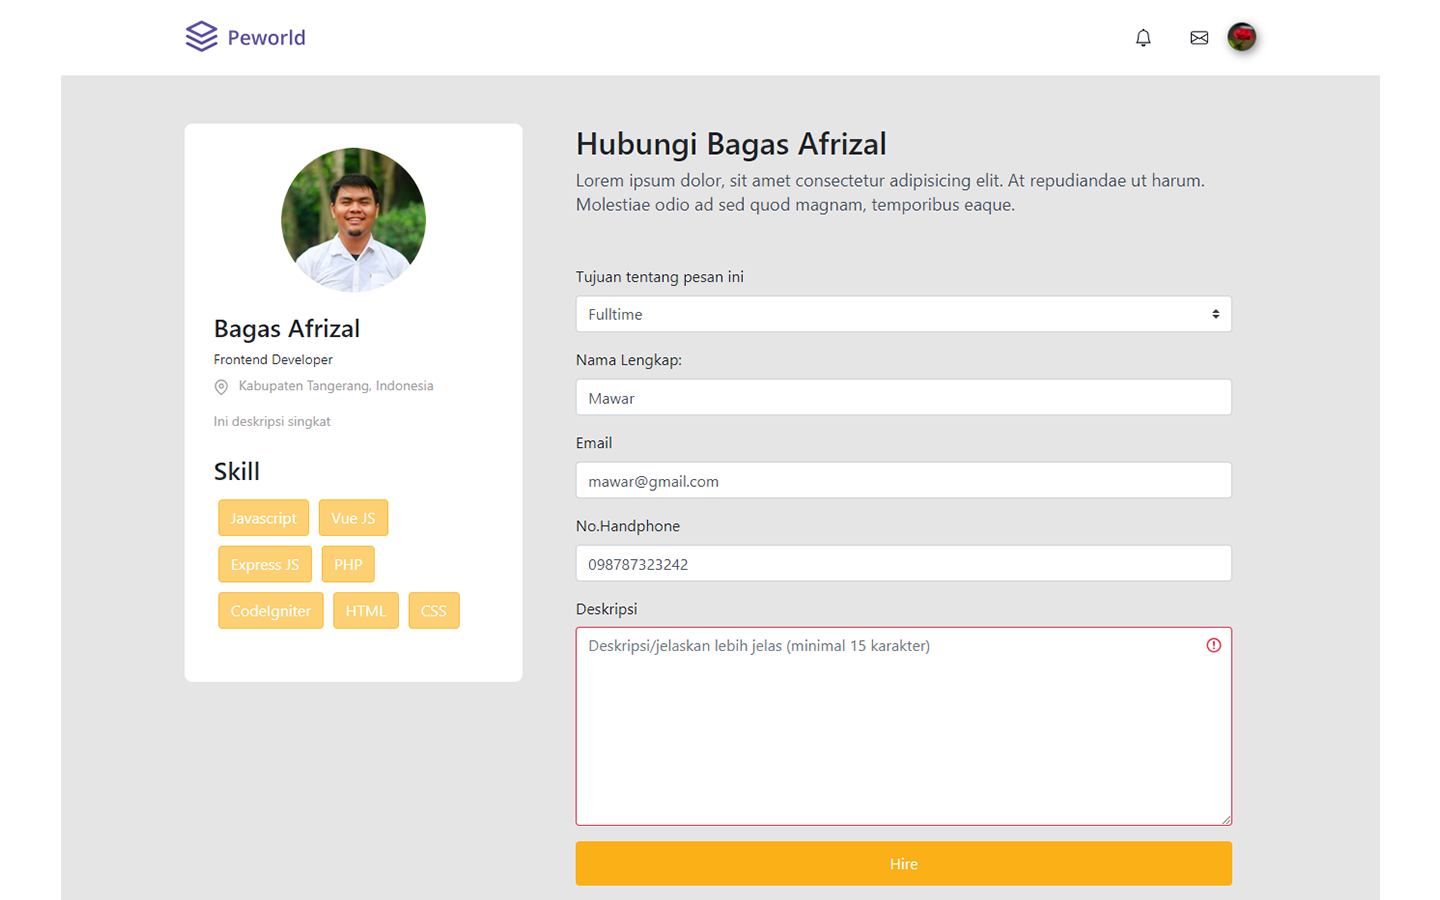 Peworld
Bagas Afrizal
Frontend Developer
Kabupaten Tangerang, Indonesia
Ini deskripsi singkat
Skill
Javascript Vue JS
Express JS PHP
CodeIgniter HTML CSS
Hubungi Bagas Afrizal
Lorem ipsum dolor, sit amet consectetur adipisicing elit. At repudiandae ut harum.
Molestiae odio ad sed quod magnam, temporibus eaque.
Tujuan tentang pesan ini
Fulltime
Nama Lengkap:
Mawar
Email
mawar@gmail.com
No.Handphone
098787323242
Deskripsi
Deskripsi/jelaskan lebih jelas (minimal 15 karakter)
Hire